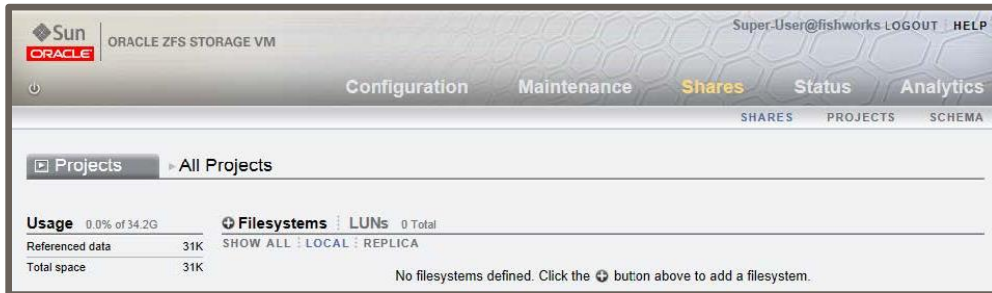 Sun ORACLE ORACLE ZFS STORAGE VM
Super-User@fishworks LOGOUT HELP
Configuration Maintenance Shares Status Analytics
SHARES PROJECTS SCHEMA
Projects All Projects
Usage 0.0% of 34.2G
Referenced data 31K
Total space 31K
Filesystems LUNs 0 Total
SHOW ALL LOCAL REPLICA
No filesystems defined. Click the button above to add a filesystem.